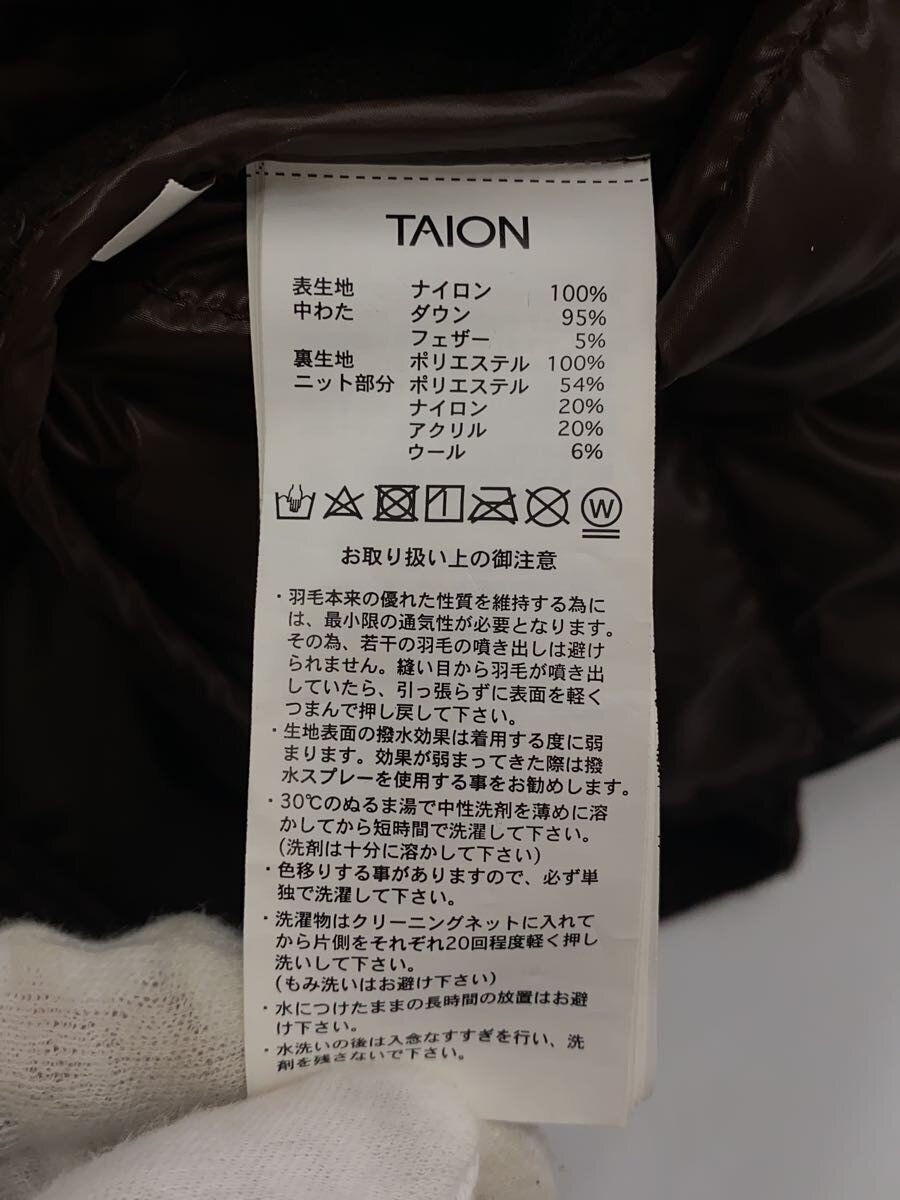 TAION
表生地 ナイロン 100%
中わた ダウン 95%
フェザー 5%
裏生地 ポリエステル 100%
ニット部分 ポリエステル 54%
ナイロン 20%
アクリル 20%
ウール 6%
W
お取り扱い上の御注意
・羽毛本来の優れた性質を維持する為に
は、最小限の通気性が必要となります。
その為、若干の羽毛の噴き出しは避け
られません。縫い目から羽毛が噴き出
していたら、引っ張らずに表面を軽く
つまんで押し戻して下さい。
・生地表面の撥水効果は着用する度に弱
まります。効果が弱まってきた際は撥
水スプレーを使用する事をお勧めします。
・30℃のぬるま湯で中性洗剤を薄めに溶
かしてから短時間で洗濯して下さい。
(洗剤は十分に溶かして下さい)
・色移りする事がありますので、必ず単
独で洗濯して下さい。
・洗濯物はクリーニングネットに入れて
から片側をそれぞれ20回程度軽く押し
洗いして下さい。
(もみ洗いはお避け下さい)
・水につけたままの長時間の放置はお避
け下さい。
・水洗いの後は入念なすすぎを行い、洗
剤を残さないで下さい。